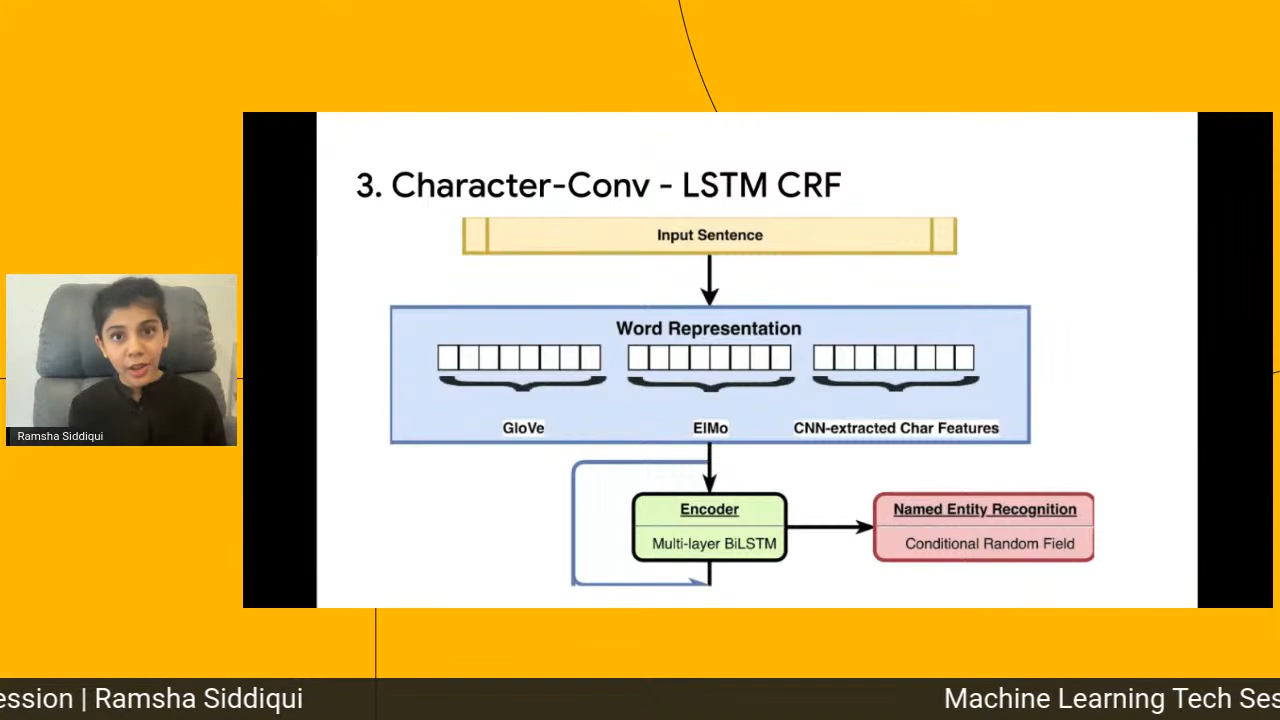 3. Character-Conv - LSTM CRF
Input Sentence
Word Representation
GloVe
ElMo
CNN-extracted Char Features
Encoder
Multi-layer BiLSTM
Named Entity Recognition
Conditional Random Field
Ramsha Siddiqui
ession | Ramsha Siddiqui
Machine Learning Tech Ses